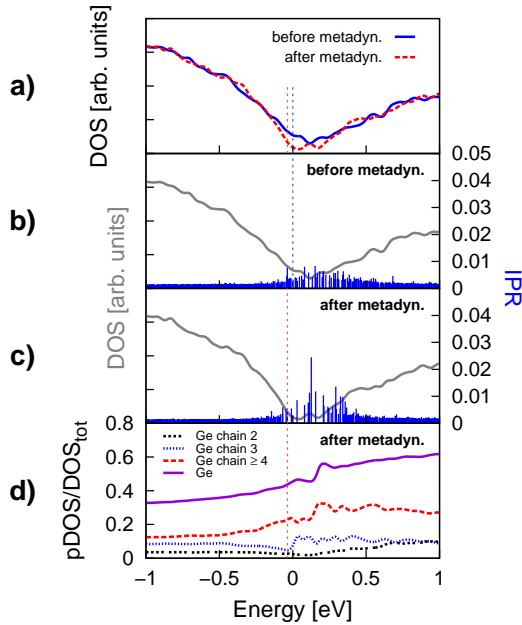 a)
DOS [arb. units]
before metadyn.
after metadyn.
b)
DOS [arb. units]
before metadyn.
0.05
0.04
0.03
0.02
0.01
0
IPR
c)
after metadyn.
0.04
0.03
0.02
0.01
0
d)
pDOS/DOStot
0.8
0.6
0.4
0.2
0
Ge chain 2
Ge chain 3
Ge chain ≥ 4
Ge
after metadyn.
−1 −0.5 0 0.5 1
Energy [eV]